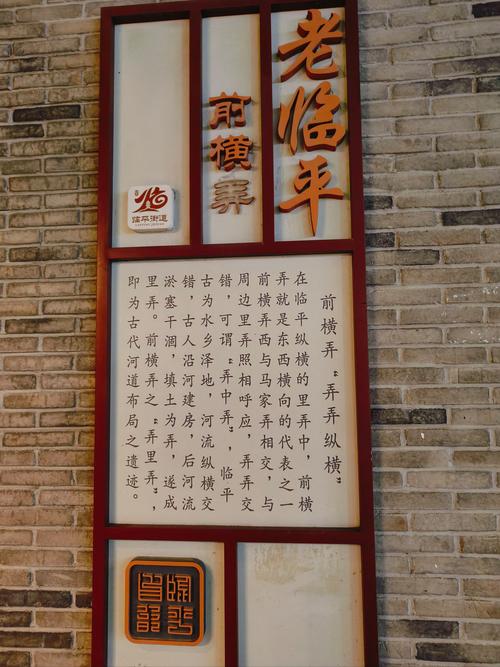 老临平
前横弄
临平街道
前横弄“弄弄纵横”
在临平纵横的里弄中，前横
弄就是东西横向的代表之一
前横弄西与马家弄相交，与
周边里弄照相呼应，弄弄交
错，可谓“弄中弄”，临平
古为水乡泽地，河流纵横交
错，古人沿河建房，后河流
淤塞干涸，填土为弄，遂成
里弄。前横弄之“弄里弄”，
即为古代河道布局之遗迹。